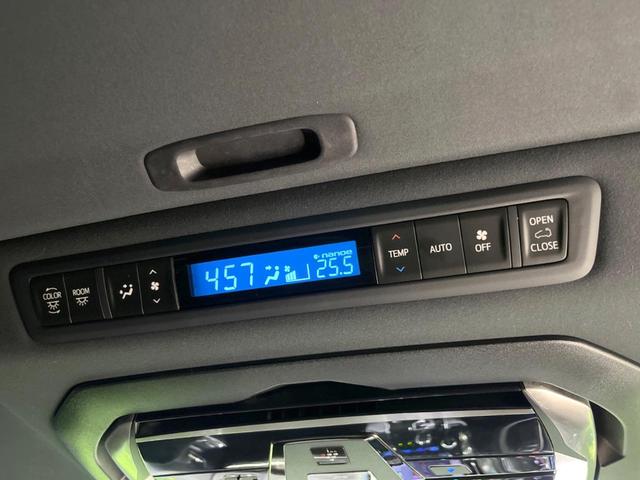 COLOR
ROOM
457
nanoe
25.5
TEMP
AUTO
OFF
OPEN
CLOSE